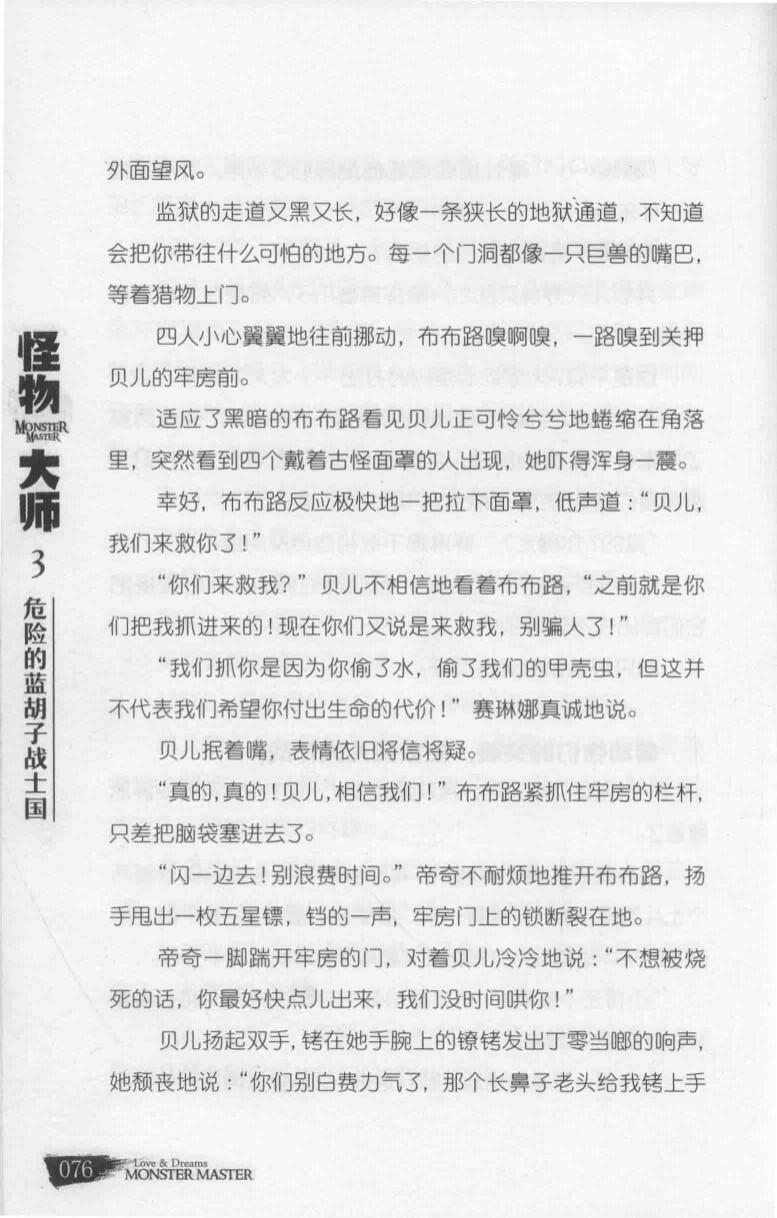 外面望风。
监狱的走道又黑又长，好像一条狭长的地狱通道，不知道
会把你带往什么可怕的地方。每一个门洞都像一只巨兽的嘴巴，
等着猎物上门。
四人小心翼翼地往前挪动，布布路嗅啊嗅，一路嗅到关押
贝儿的牢房前。
适应了黑暗的布布路看见贝儿正可怜兮兮地蜷缩在角落
里，突然看到四个戴着古怪面罩的人出现，她吓得浑身一震。
幸好，布布路反应极快地一把拉下面罩，低声道：“贝儿，
我们来救你了！”
“你们来救我？”贝儿不相信地看着布布路，“之前就是你
们把我抓进来的！现在你们又说是来救我，别骗人了！”
“我们抓你是因为你偷了水，偷了我们的甲壳虫，但这并
不代表我们希望你付出生命的代价！”赛琳娜真诚地说。
贝儿抿着嘴，表情依旧将信将疑。
“真的，真的！贝儿，相信我们！”布布路紧抓住牢房的栏杆，
只差把脑袋塞进去了。
“闪一边去！别浪费时间。”帝奇不耐烦地推开布布路，扬
手甩出一枚五星镖，铛的一声，牢房门上的锁断裂在地。
帝奇一脚踹开牢房的门，对着贝儿冷冷地说：“不想被烧
死的话，你最好快点儿出来，我们没时间哄你！”
贝儿扬起双手，铐在她手腕上的镣铐发出丁零当啷的响声，
她颓丧地说：“你们别白费力气了，那个长鼻子老头给我铐上手
怪物
MONSTER
MASTER
大师
3
危险的蓝胡子战士国
076
Love & Dreams
MONSTER MASTER